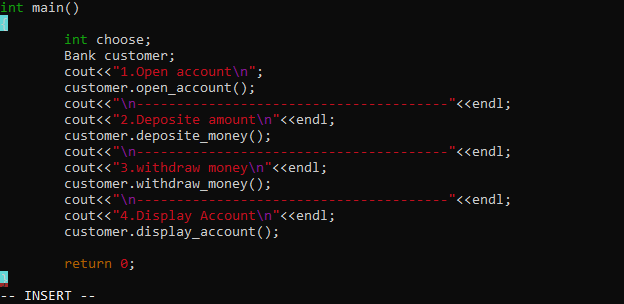 int main()
{
int choose;
Bank customer;
cout<<"1.Open account\n";
customer.open_account();
cout<<"\n---------------------------------------"<<endl;
cout<<"2.Deposite amount\n"<<endl;
customer.deposite_money();
cout<<"\n---------------------------------------"<<endl;
cout<<"3.withdraw money\n"<<endl;
customer.withdraw_money();
cout<<"\n---------------------------------------"<<endl;
cout<<"4.Display Account\n"<<endl;
customer.display_account();
return 0;
}
-- INSERT --